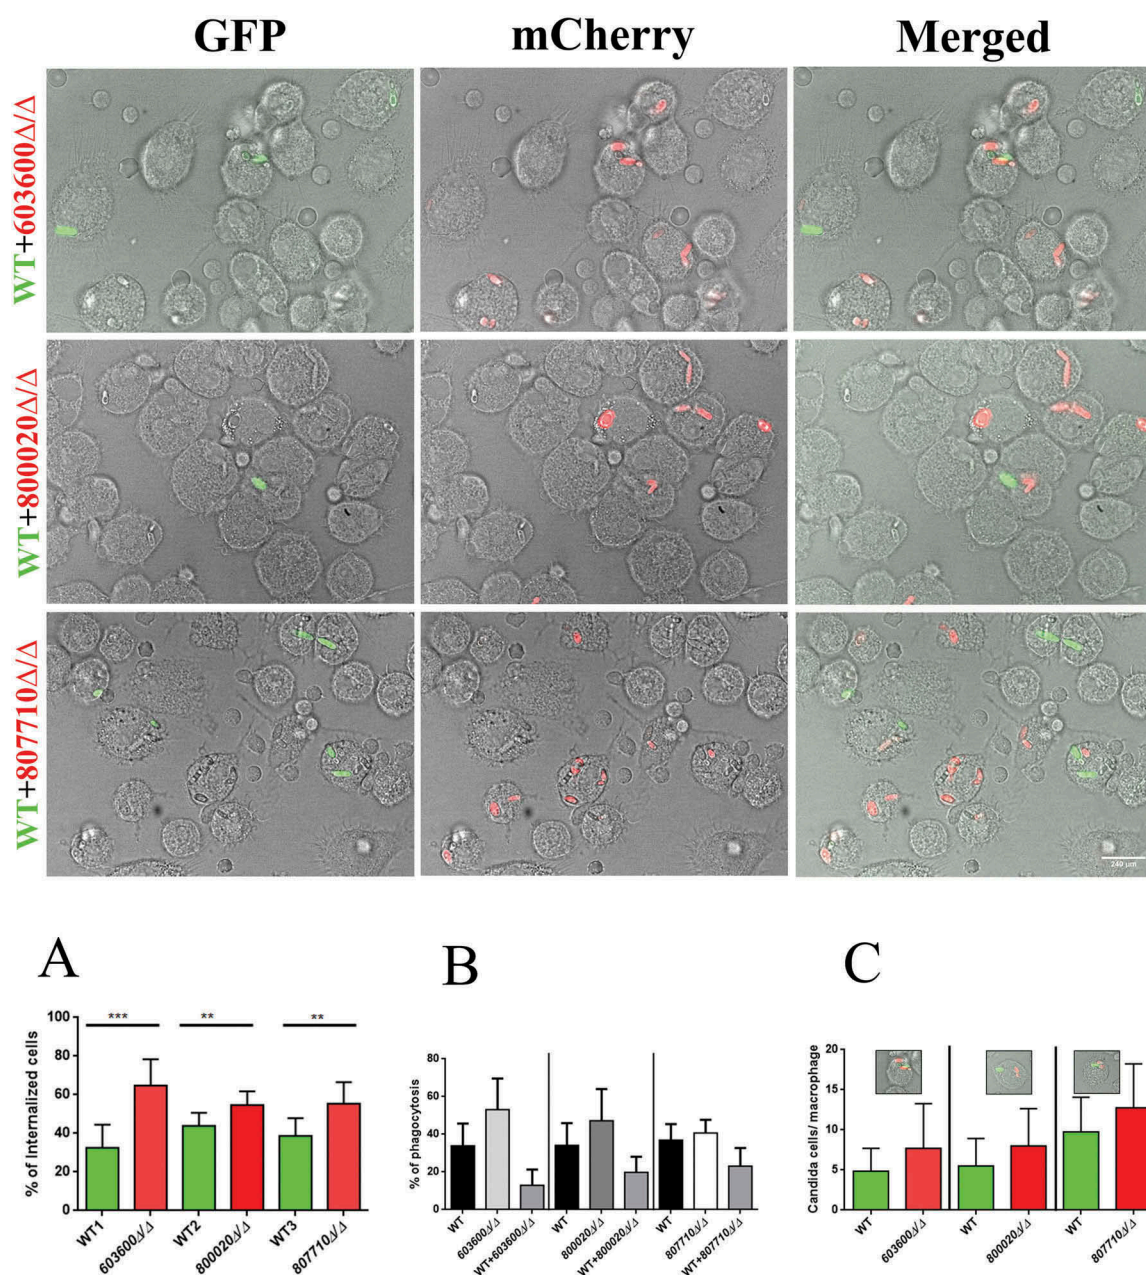 GFP mCherry Merged
WT+603600Δ/Δ
WT+800020Δ/Δ
WT+807710Δ/Δ
240 μm
A
% of Internalized cells
100
80
60
40
20
0
*** ** **
WT1 603600Δ/Δ WT2 800020Δ/Δ WT3 807710Δ/Δ
B
% of phagocytosis
80
60
40
20
0
WT 603600Δ/Δ WT+603600Δ/Δ WT 800020Δ/Δ WT+800020Δ/Δ WT 807710Δ/Δ WT+807710Δ/Δ
C
Candida cells/ macrophage
20
15
10
5
0
WT 603600Δ/Δ WT 800020Δ/Δ WT 807710Δ/Δ